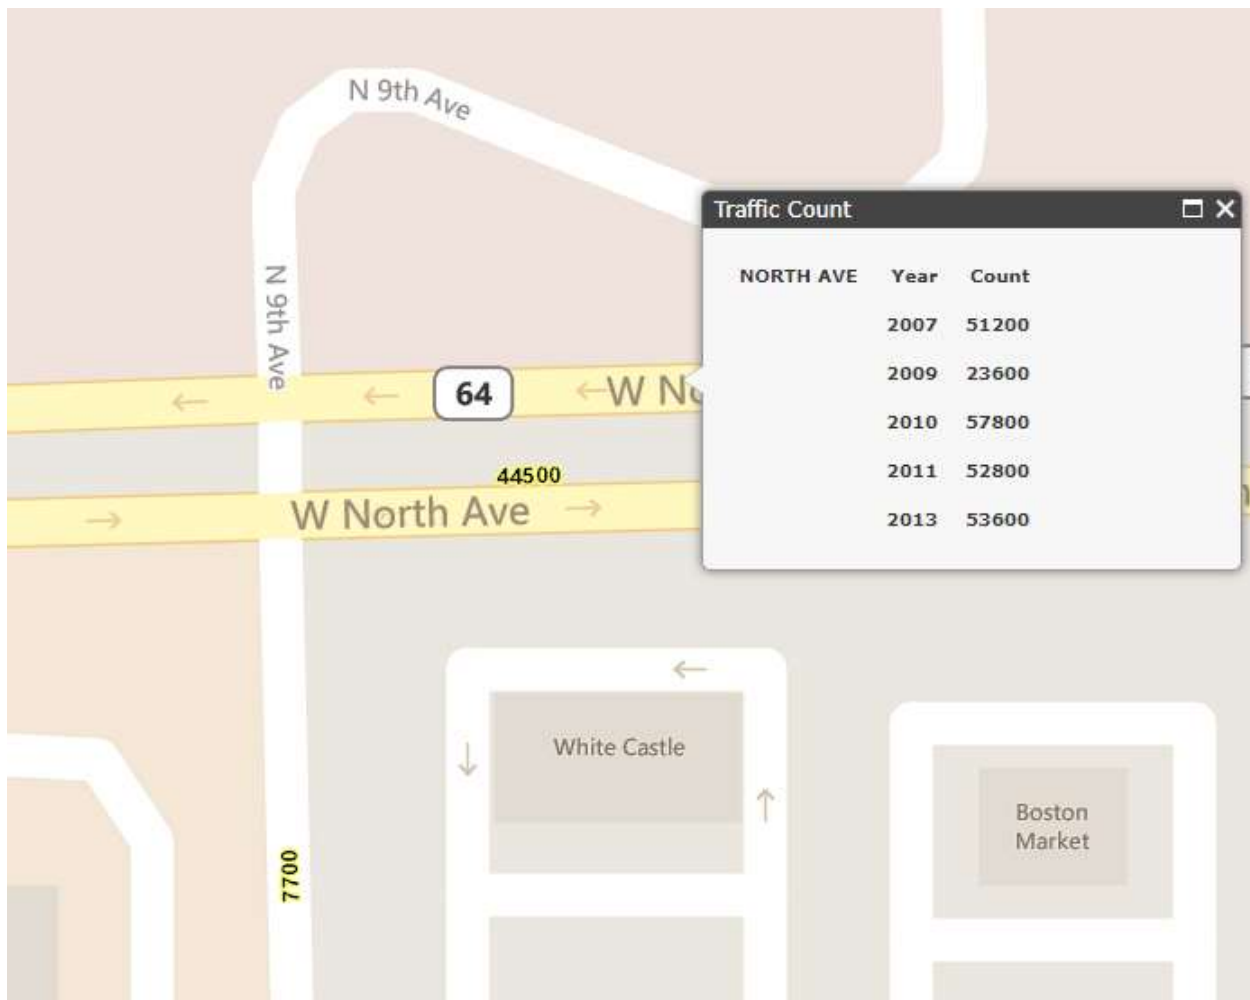 N 9th Ave
Traffic Count
NORTH AVE Year Count
2007 51200
2009 23600
2010 57800
2011 52800
2013 53600
N 9th Ave
64
W
44500
W North Ave
White Castle
Boston
Market
7700